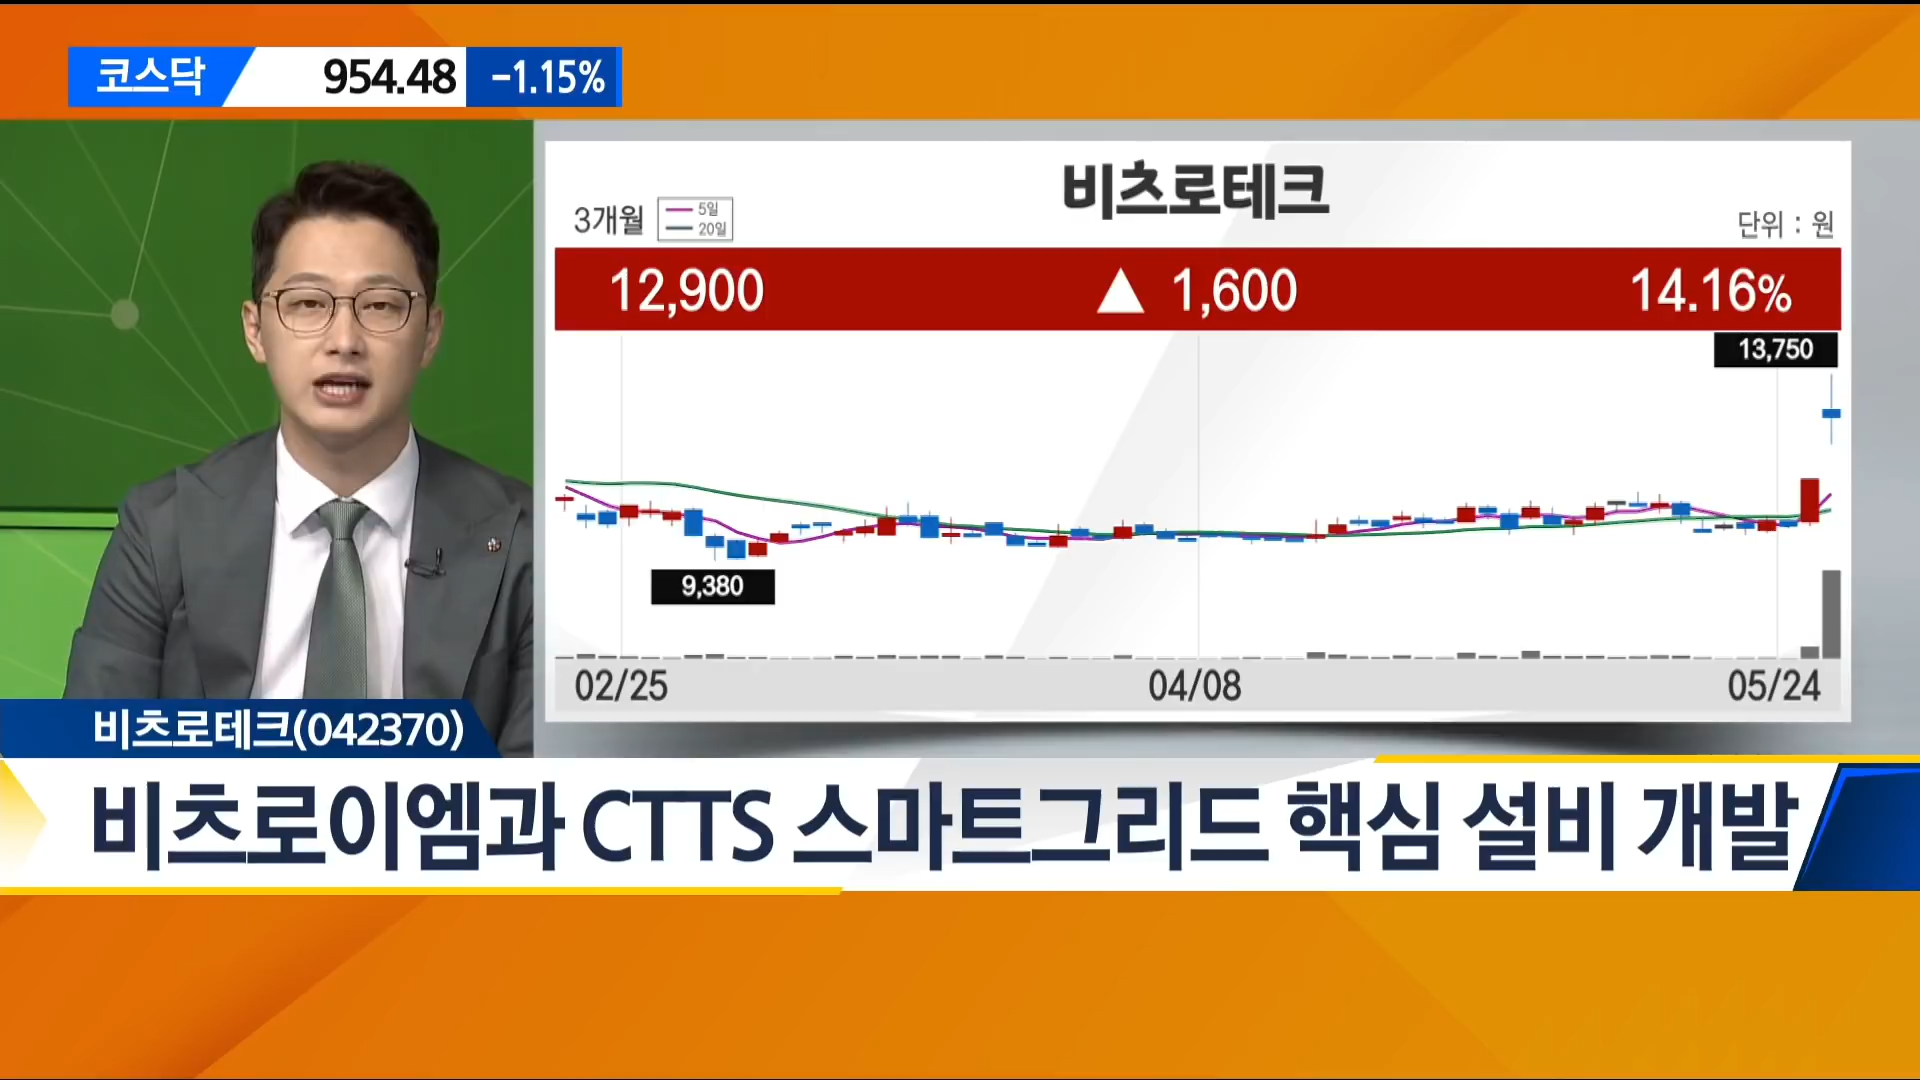 코스닥 954.48 -1.15%
비츠로테크
3개월 5일 20일 단위 : 원
12,900 ▲ 1,600 14.16%
13,750
9,380
02/25 04/08 05/24
비츠로테크(042370)
비츠로이엠과 CTTS 스마트그리드 핵심 설비 개발